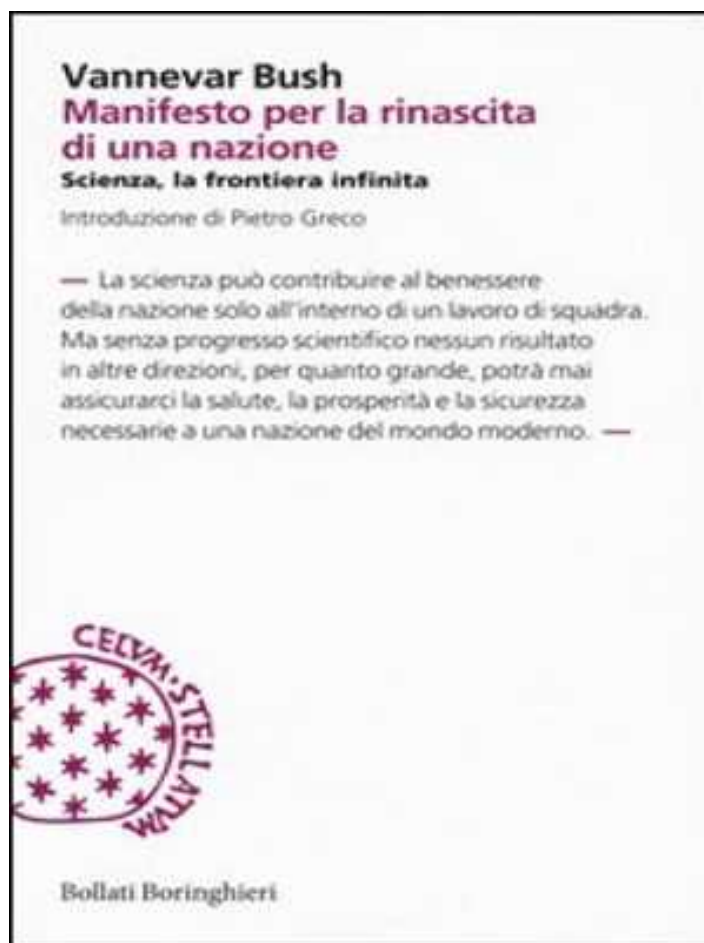 Vannevar Bush
Manifesto per la rinascita
di una nazione
Scienza, la frontiera infinita
Introduzione di Pietro Greco
— La scienza può contribuire al benessere
della nazione solo all'interno di un lavoro di squadra.
Ma senza progresso scientifico nessun risultato
in altre direzioni, per quanto grande, potrà mai
assicurarci la salute, la prosperità e la sicurezza
necessarie a una nazione del mondo moderno. —
CELVM·STELLATVM
Bollati Boringhieri